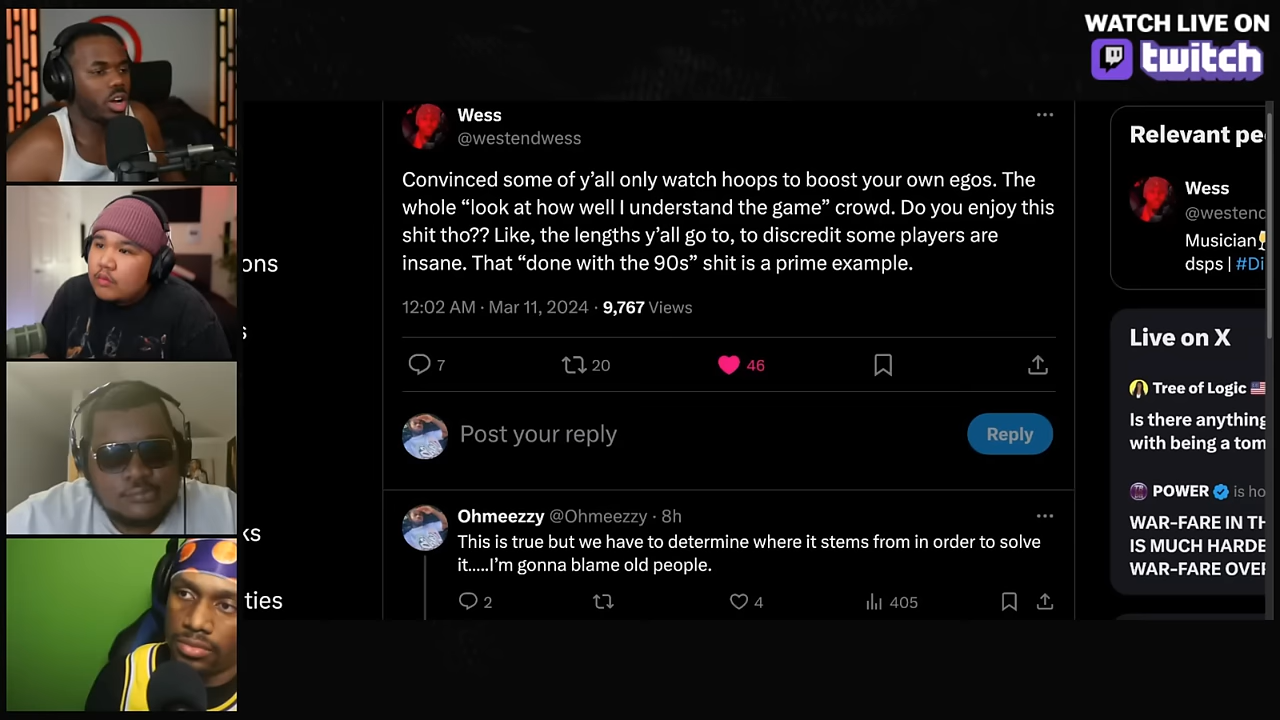 WATCH LIVE ON
twitch
Wess
@westendwess
Convinced some of y’all only watch hoops to boost your own egos. The
whole “look at how well I understand the game” crowd. Do you enjoy this
shit tho?? Like, the lengths y’all go to, to discredit some players are
insane. That “done with the 90s” shit is a prime example.
12:02 AM · Mar 11, 2024 · 9,767 Views
7
20
46
Post your reply
Reply
Ohmeezzy @Ohmeezzy · 8h
This is true but we have to determine where it stems from in order to solve
it.....I’m gonna blame old people.
2
4
405
ons
s
ks
ties
Relevant pe
Wess
@westend
Musician
dsps | #Di
Live on X
Tree of Logic
Is there anything
with being a tom
POWER is ho
WAR-FARE IN TH
IS MUCH HARDE
WAR-FARE OVER